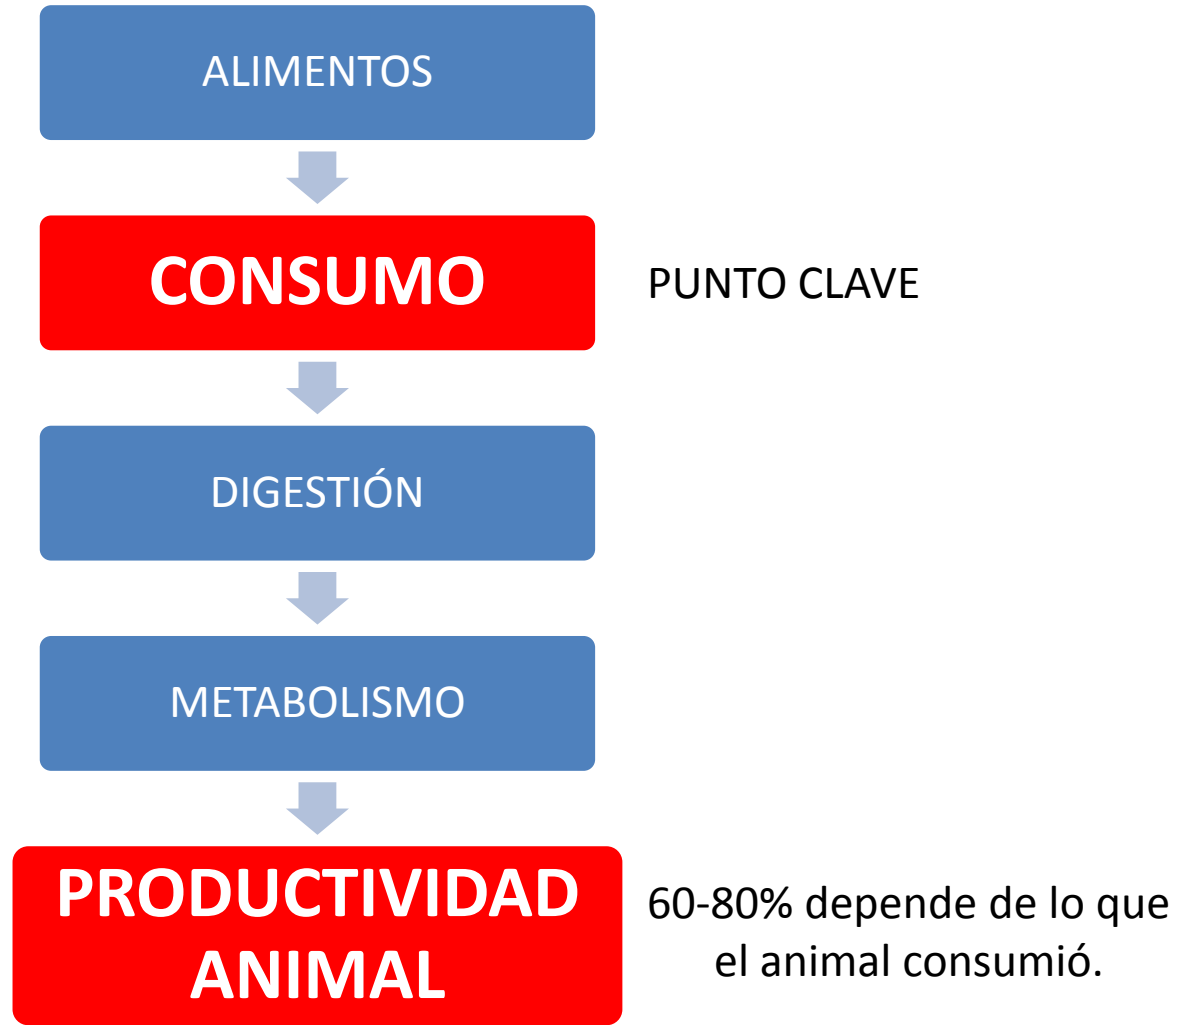 ALIMENTOS
CONSUMO
PUNTO CLAVE
DIGESTIÓN
METABOLISMO
PRODUCTIVIDAD
ANIMAL
60-80% depende de lo que
el animal consumió.